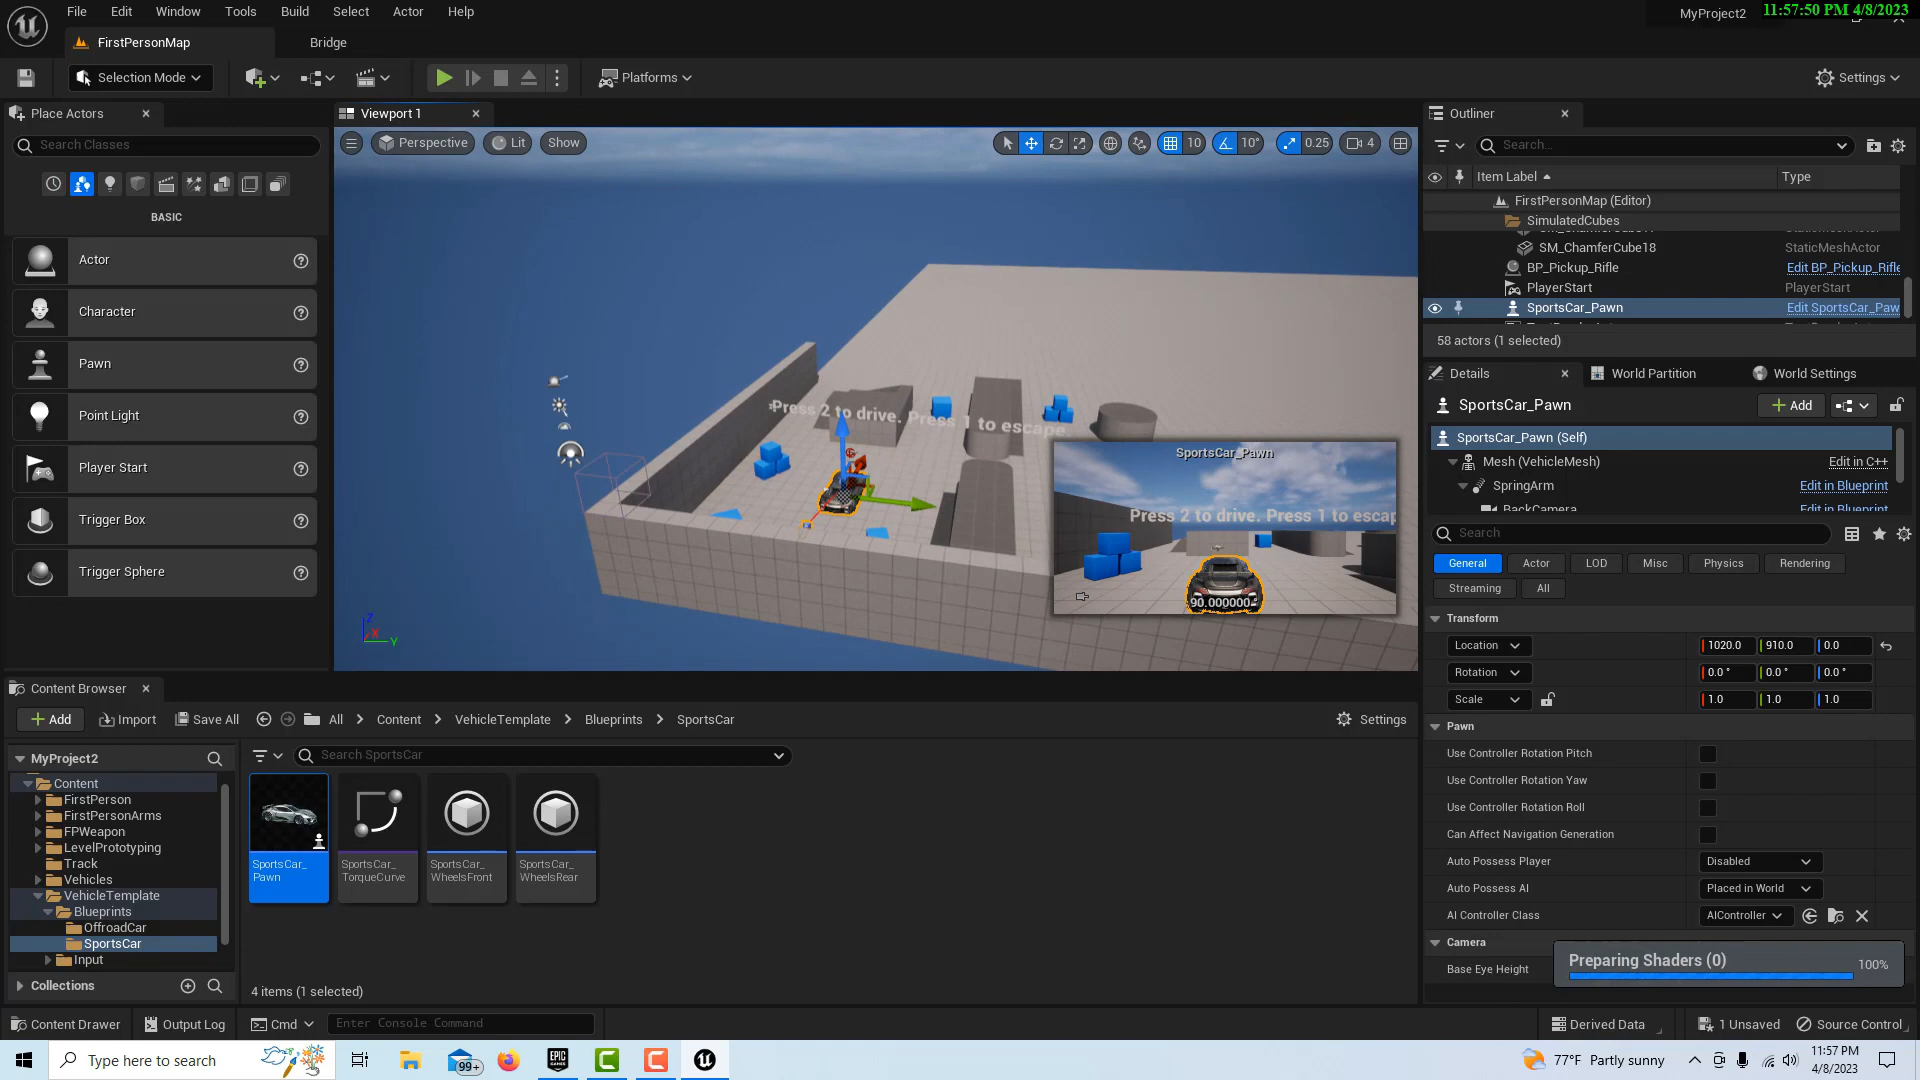 File Edit Window Tools Build Select Actor Help
MyProject2
11:57:50 PM 4/8/2023
FirstPersonMap
Bridge
Selection Mode
Platforms
Settings
Place Actors
Search Classes
BASIC
Actor
Character
Pawn
Point Light
Player Start
Trigger Box
Trigger Sphere
Viewport 1
Perspective
Lit
Show
10
10°
0.25
4
Press 2 to drive. Press 1 to escape.
SportsCar_Pawn
Press 2 to drive. Press 1 to escap
90.000000
Z
X
Y
Outliner
Search...
Item Label
Type
FirstPersonMap (Editor)
SimulatedCubes
SM_ChamferCube18
StaticMeshActor
BP_Pickup_Rifle
Edit BP_Pickup_Rifle
PlayerStart
PlayerStart
SportsCar_Pawn
Edit SportsCar_Paw
58 actors (1 selected)
Details
World Partition
World Settings
SportsCar_Pawn
Add
SportsCar_Pawn (Self)
Mesh (VehicleMesh)
Edit in C++
SpringArm
Edit in Blueprint
BackCamera
Edit in Blueprint
Search
General
Actor
LOD
Misc
Physics
Rendering
Streaming
All
Transform
Location
1020.0
910.0
0.0
Rotation
0.0 °
0.0 °
0.0 °
Scale
1.0
1.0
1.0
Pawn
Use Controller Rotation Pitch
Use Controller Rotation Yaw
Use Controller Rotation Roll
Can Affect Navigation Generation
Auto Possess Player
Disabled
Auto Possess AI
Placed in World
AI Controller Class
AIController
Camera
Base Eye Height
Preparing Shaders (0)
100%
Content Browser
Add
Import
Save All
All
Content
VehicleTemplate
Blueprints
SportsCar
Settings
MyProject2
Search SportsCar
Content
FirstPerson
FirstPersonArms
FPWeapon
LevelPrototyping
Track
Vehicles
VehicleTemplate
Blueprints
OffroadCar
SportsCar
Input
Collections
SportsCar_
Pawn
SportsCar_
TorqueCurve
SportsCar_
WheelsFront
SportsCar_
WheelsRear
4 items (1 selected)
Content Drawer
Output Log
Cmd
Enter Console Command
Derived Data
1 Unsaved
Source Control
Type here to search
99+
EPIC
GAMES
77°F Partly sunny
11:57 PM
4/8/2023